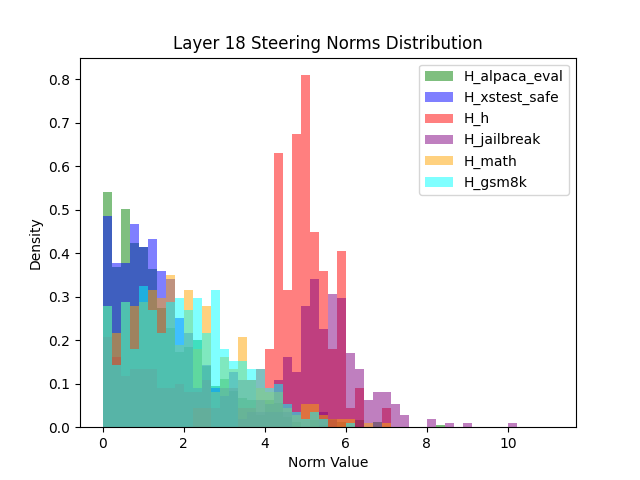 Layer 18 Steering Norms Distribution
H_alpaca_eval
H_xstest_safe
H_h
H_jailbreak
H_math
H_gsm8k
0.8
0.7
0.6
0.5
0.4
0.3
0.2
0.1
0.0
Density
0 2 4 6 8 10
Norm Value